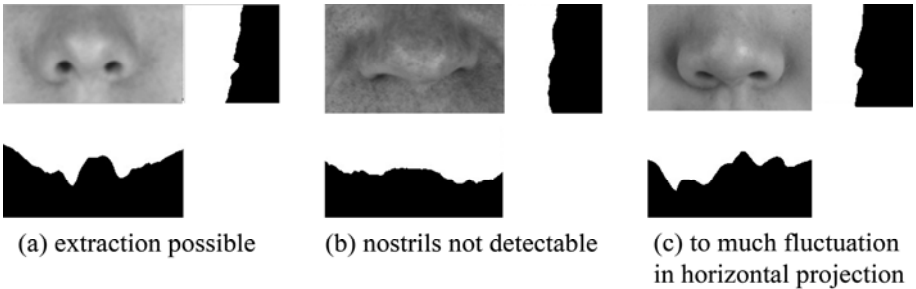 (a) extraction possible
(b) nostrils not detectable
(c) to much fluctuation
in horizontal projection